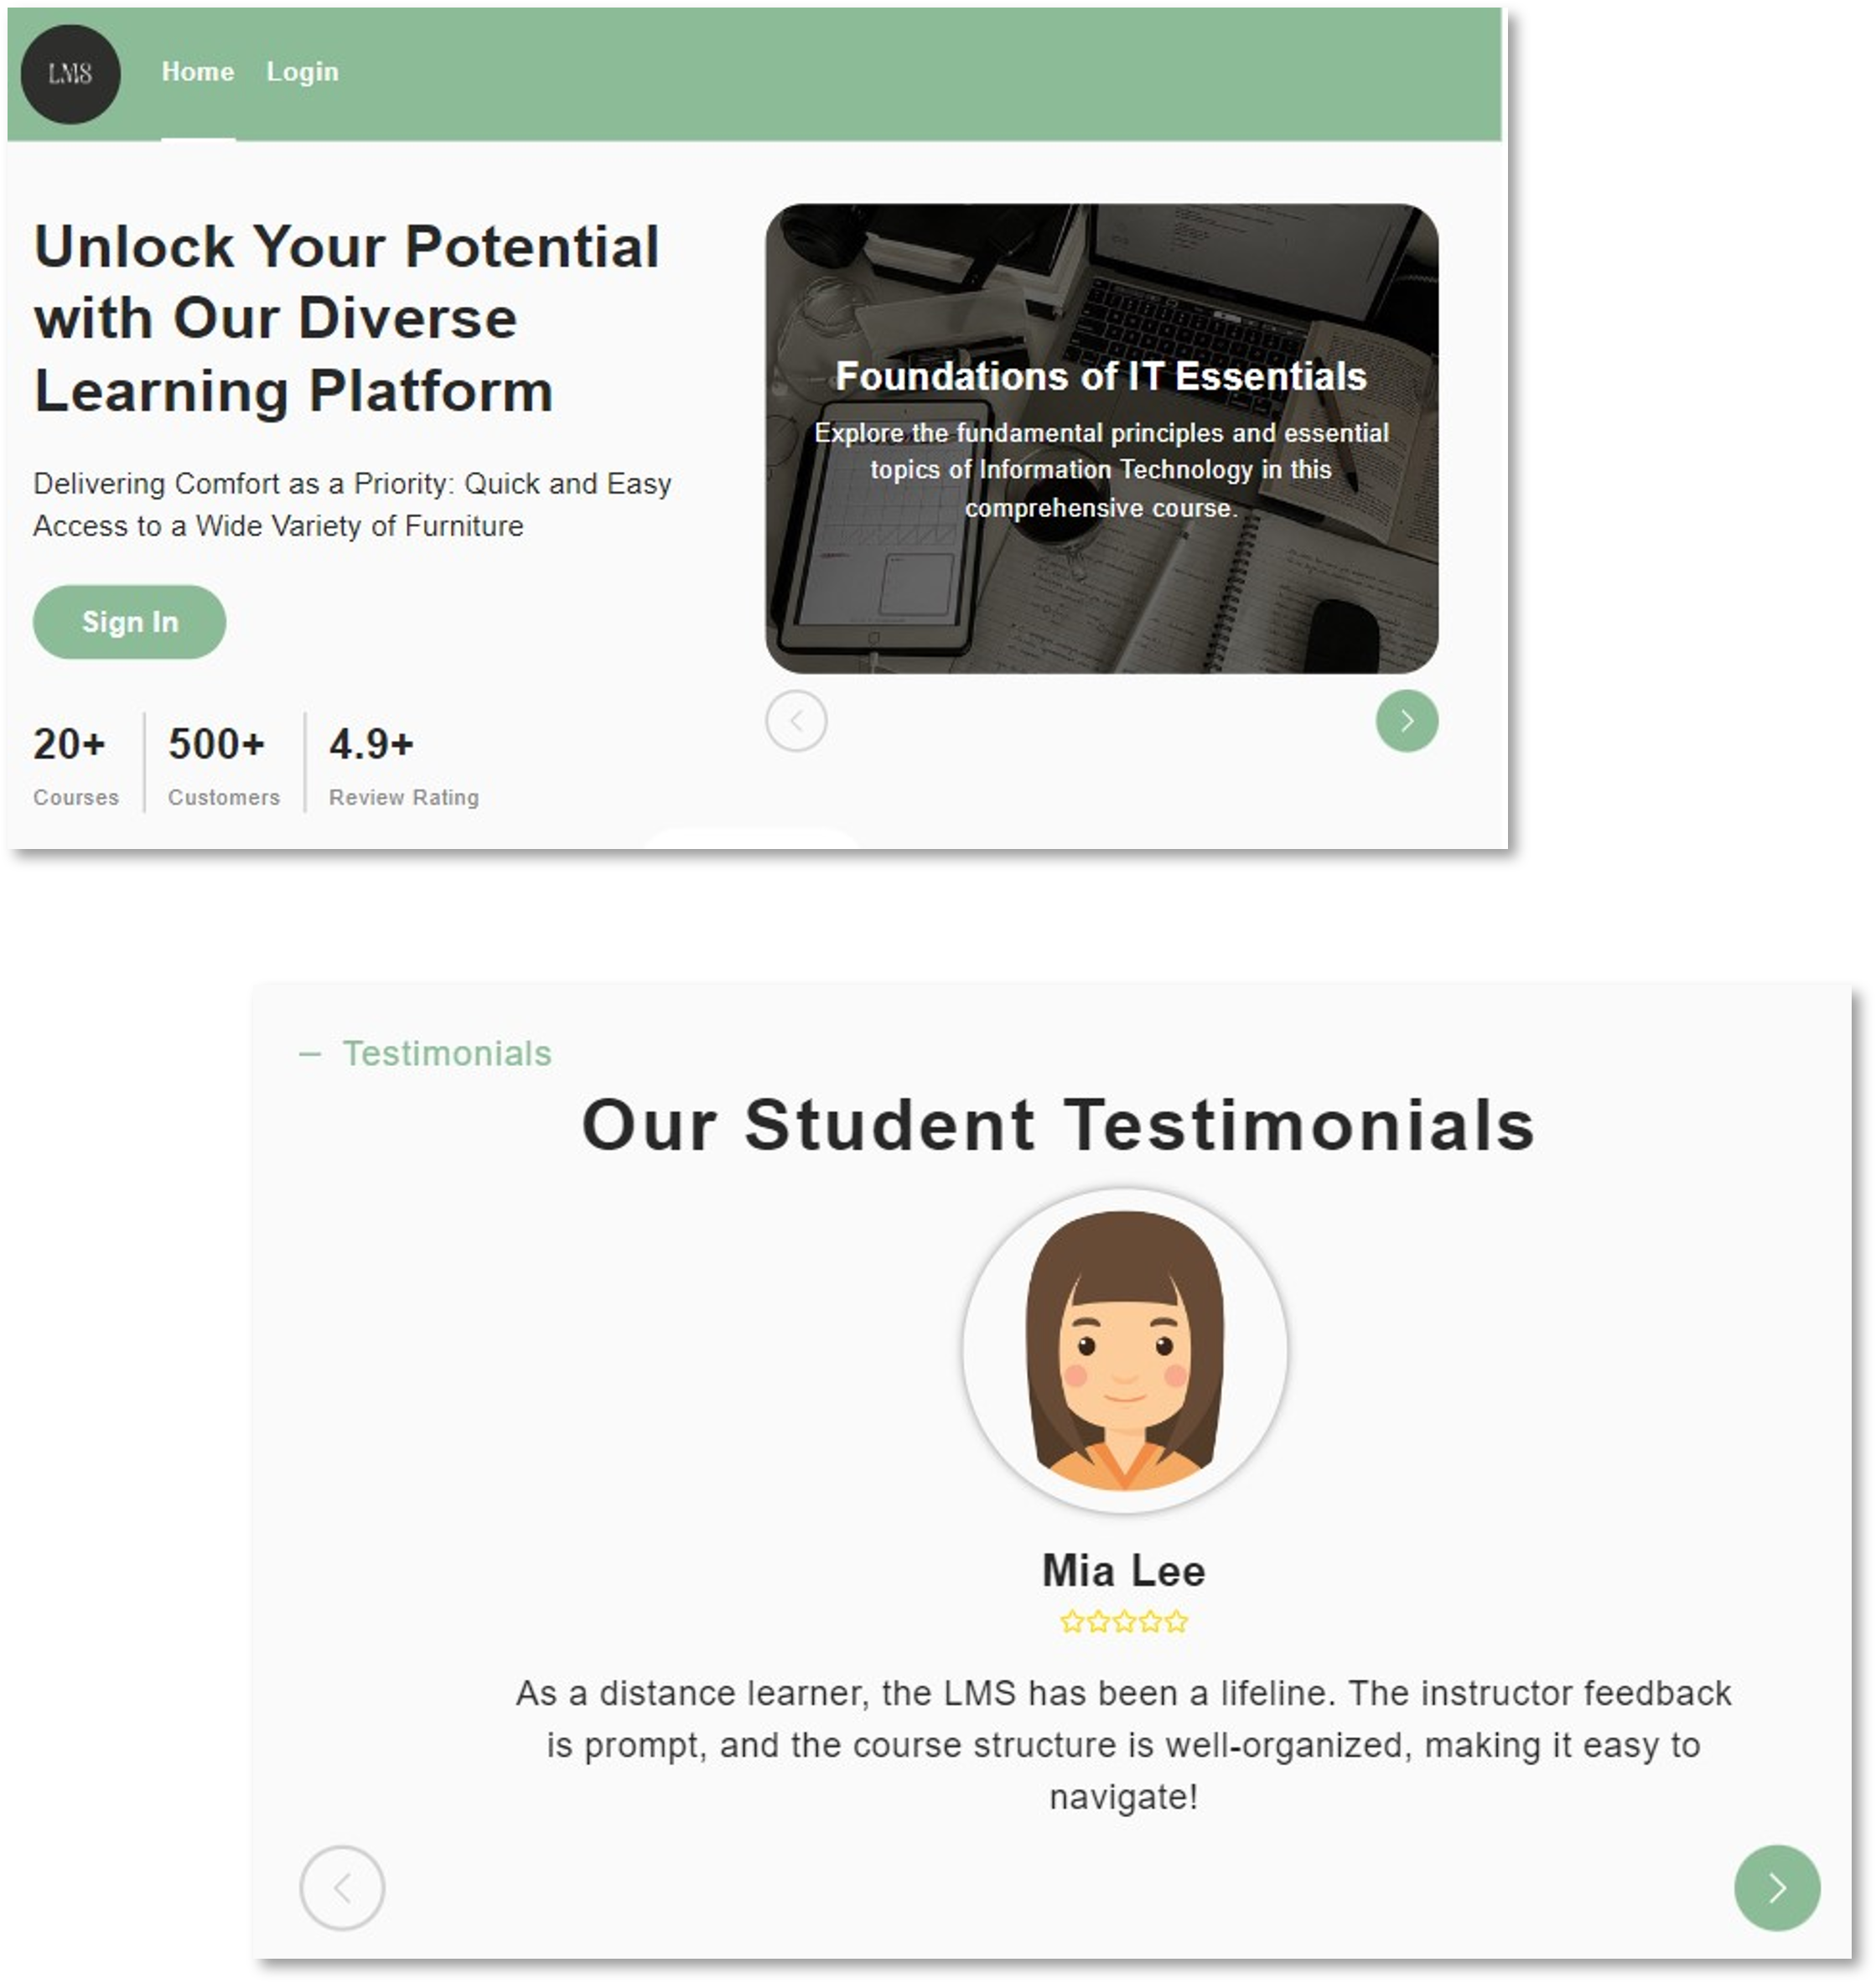 LMS
Home Login
Unlock Your Potential
with Our Diverse
Learning Platform
Delivering Comfort as a Priority: Quick and Easy
Access to a Wide Variety of Furniture
Sign In
20+ 500+ 4.9+
Courses Customers Review Rating
Foundations of IT Essentials
Explore the fundamental principles and essential
topics of Information Technology in this
comprehensive course.
– Testimonials
Our Student Testimonials
Mia Lee
As a distance learner, the LMS has been a lifeline. The instructor feedback
is prompt, and the course structure is well-organized, making it easy to
navigate!